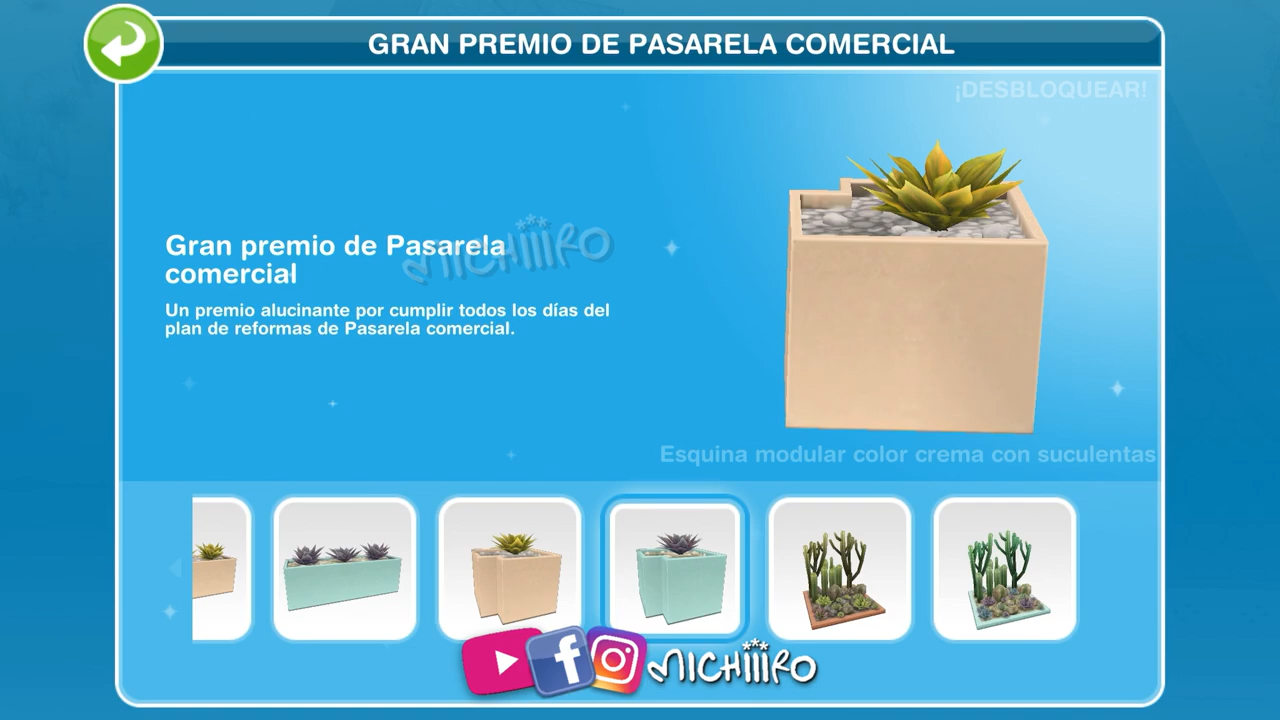 GRAN PREMIO DE PASARELA COMERCIAL
¡DESBLOQUEAR!
Gran premio de Pasarela
comercial
MICHIIIRO
Un premio alucinante por cumplir todos los días del
plan de reformas de Pasarela comercial.
Esquina modular color crema con suculentas
MICHIIIRO